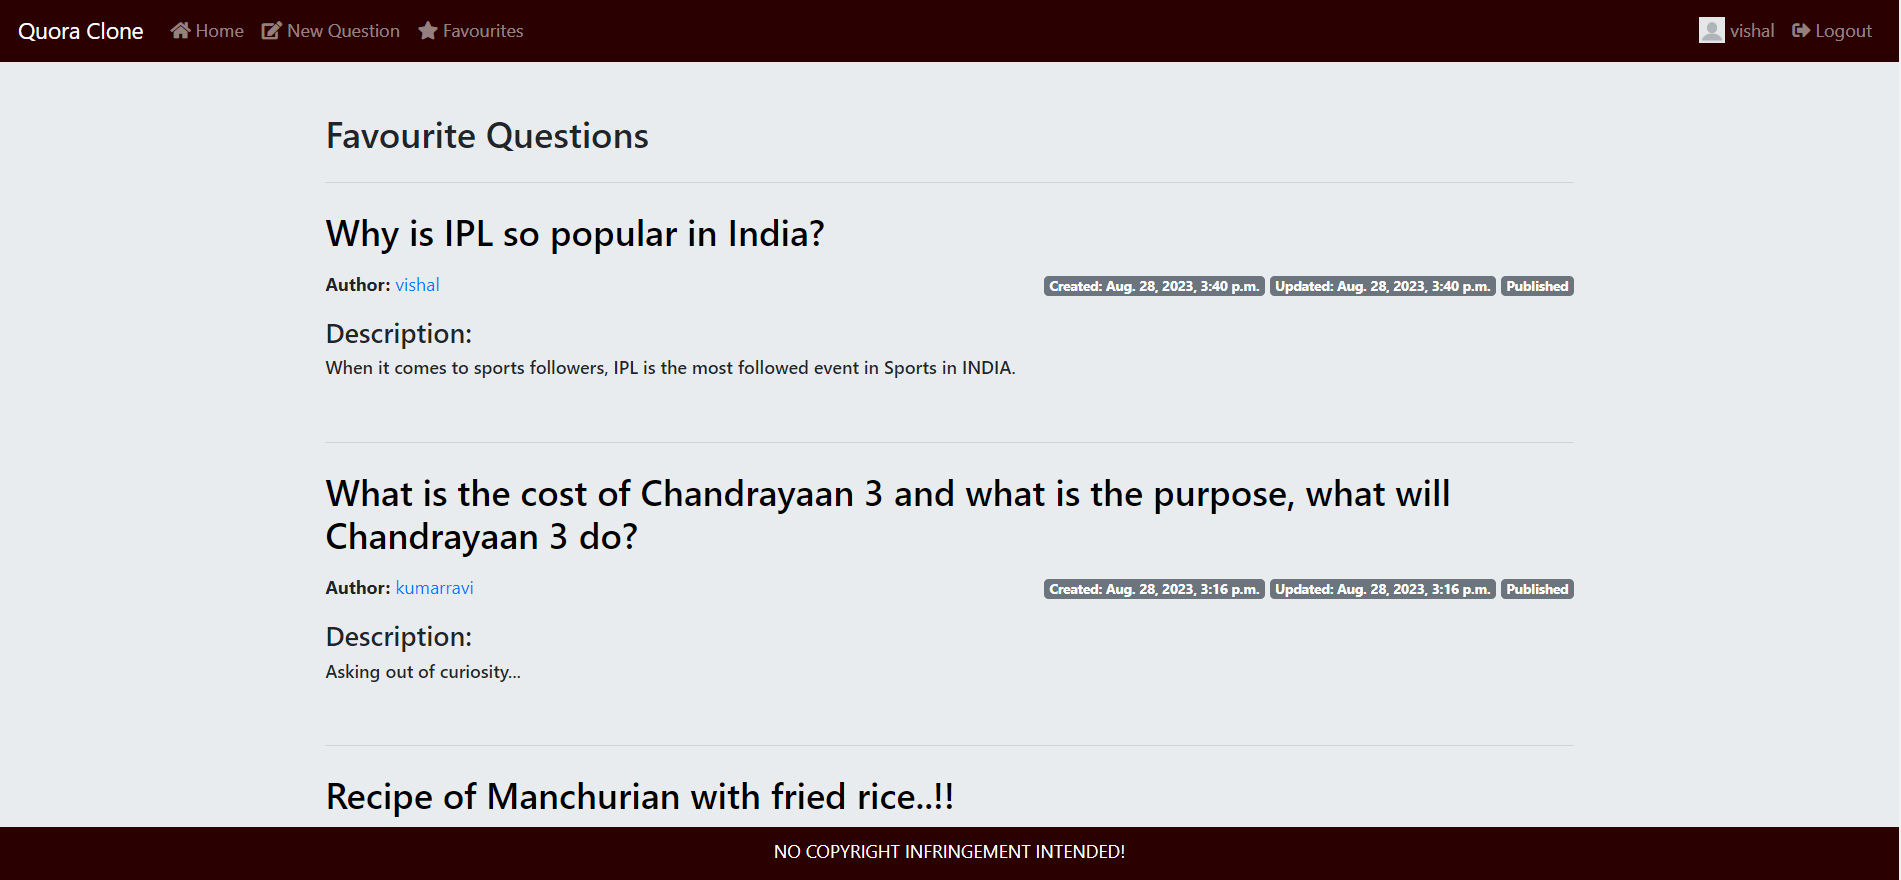 Quora Clone Home New Question Favourites vishal Logout
Favourite Questions
Why is IPL so popular in India?
Author: vishal Created: Aug. 28, 2023, 3:40 p.m. Updated: Aug. 28, 2023, 3:40 p.m. Published
Description:
When it comes to sports followers, IPL is the most followed event in Sports in INDIA.
What is the cost of Chandrayaan 3 and what is the purpose, what will
Chandrayaan 3 do?
Author: kumarravi Created: Aug. 28, 2023, 3:16 p.m. Updated: Aug. 28, 2023, 3:16 p.m. Published
Description:
Asking out of curiosity...
Recipe of Manchurian with fried rice..!!
NO COPYRIGHT INFRINGEMENT INTENDED!